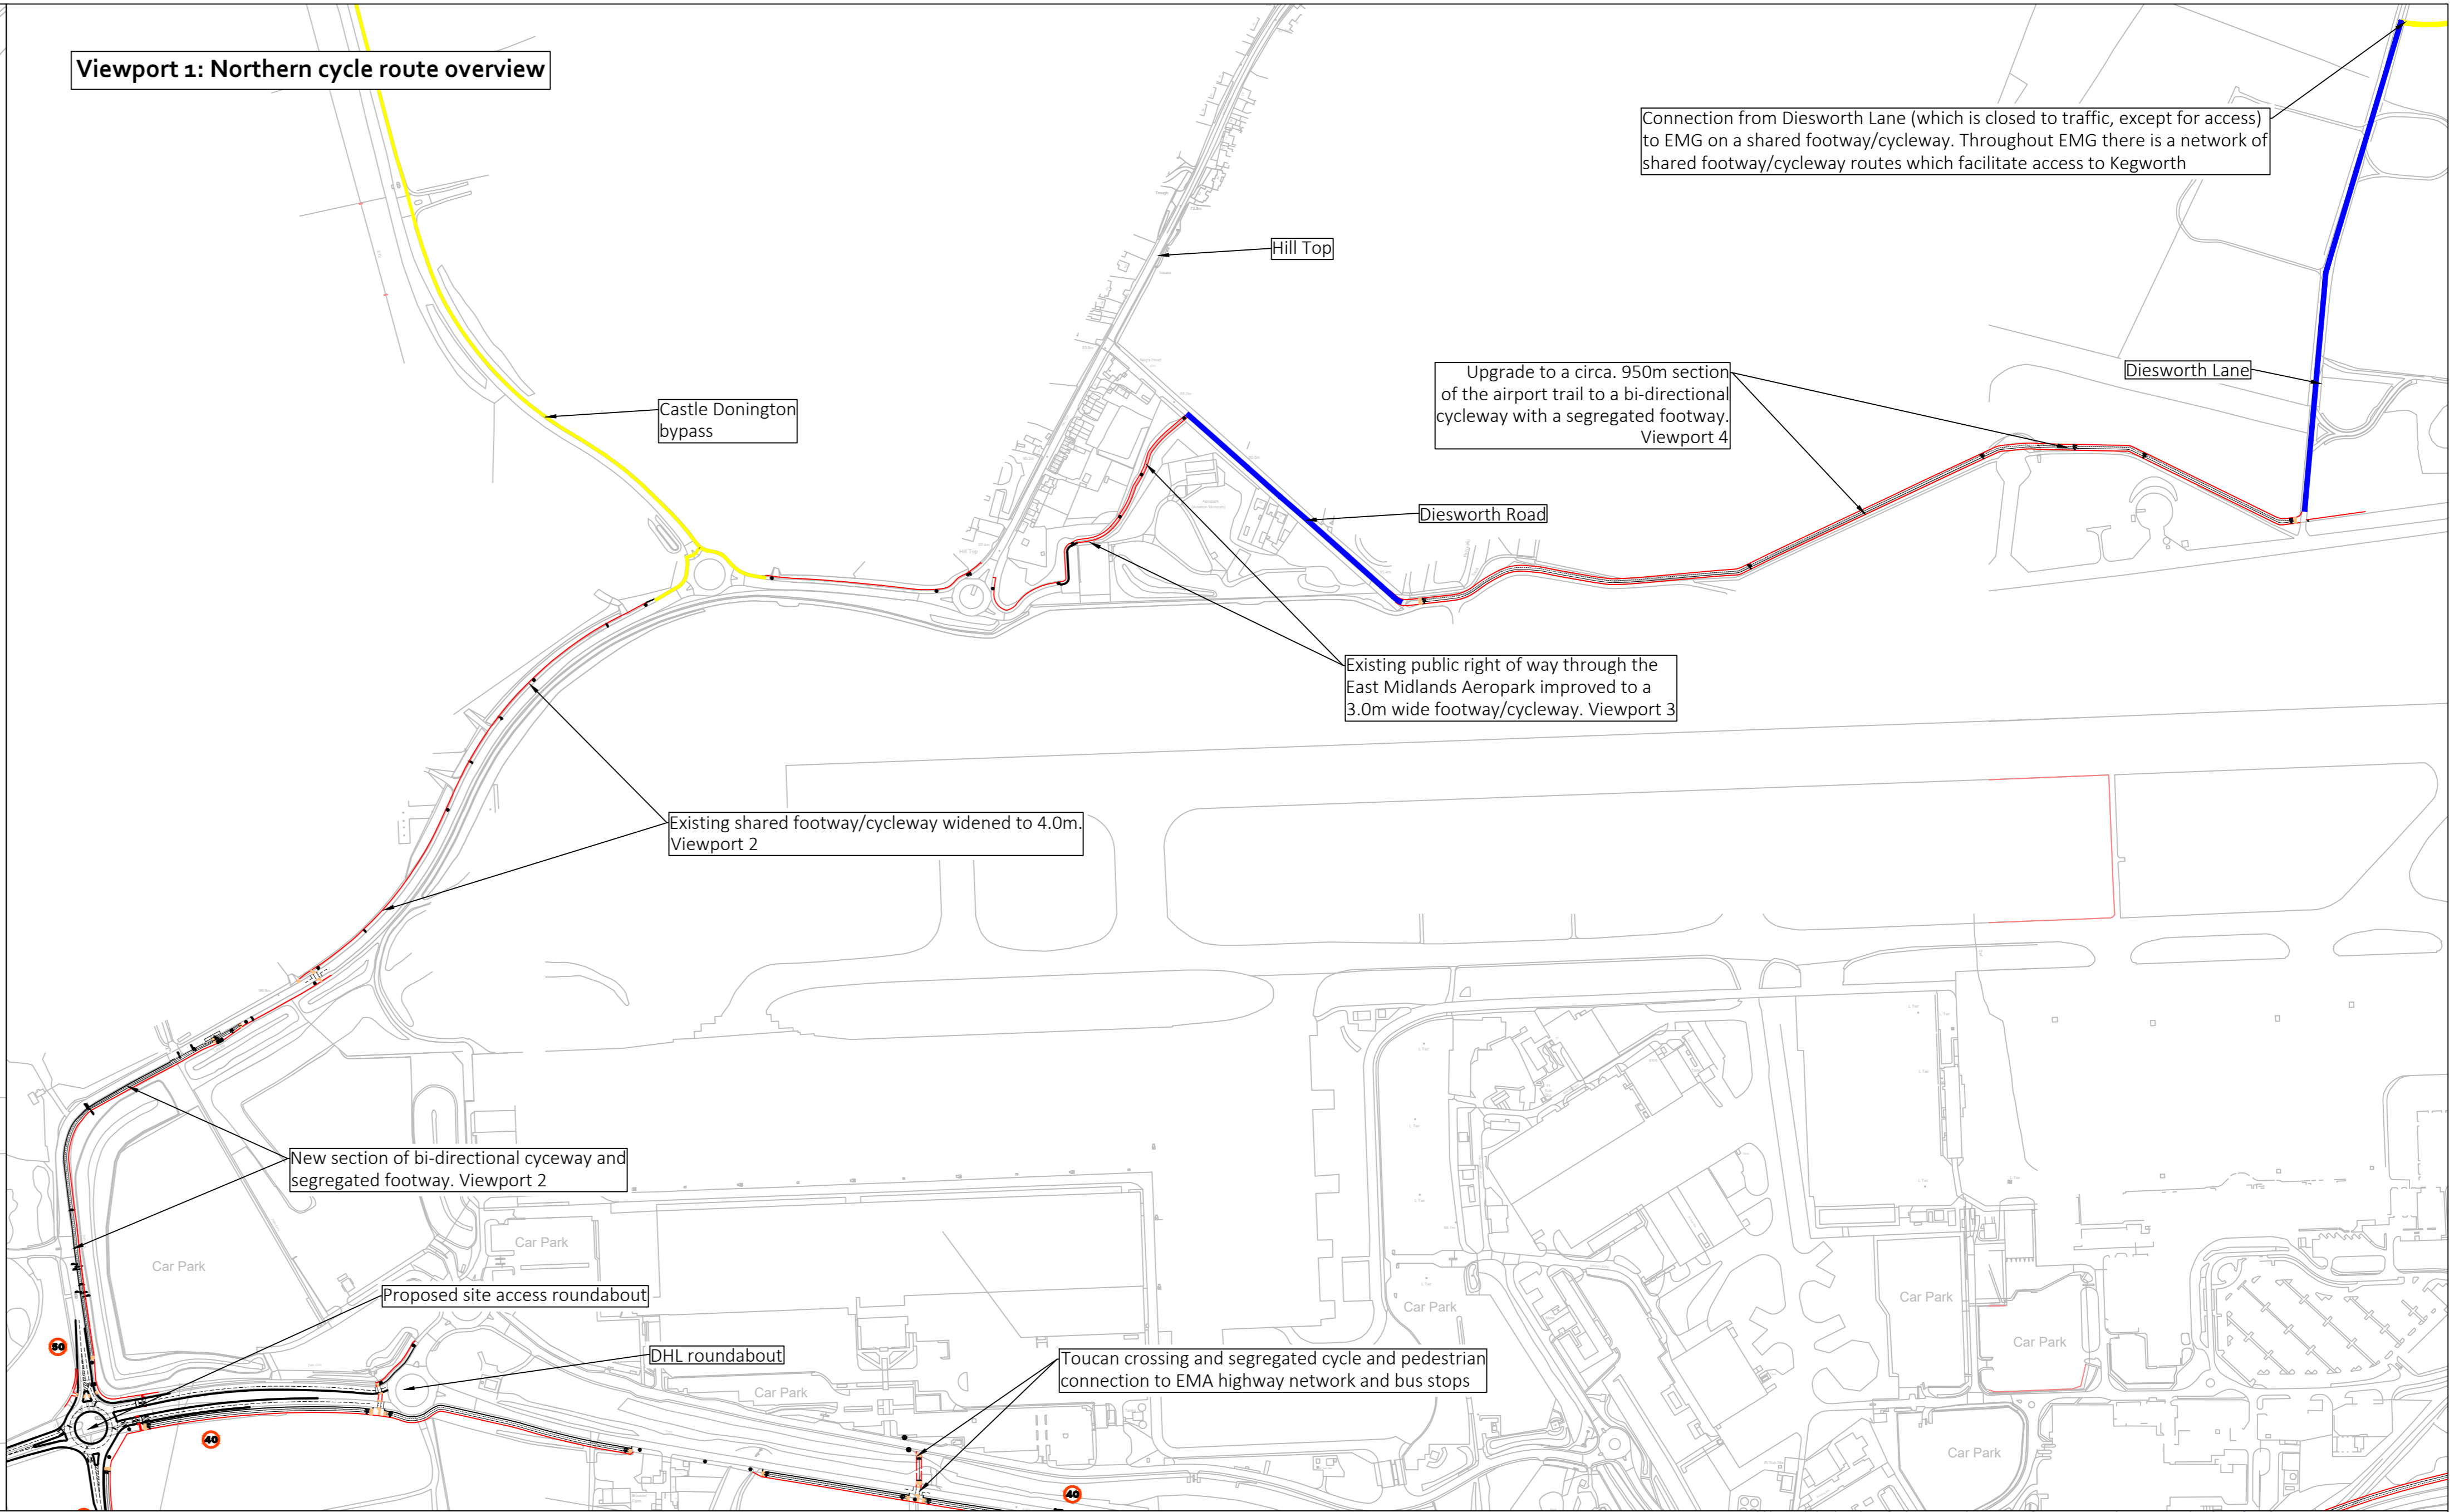 Viewport 1: Northern cycle route overview
Connection from Diesworth Lane (which is closed to traffic, except for access)
to EMG on a shared footway/cycleway. Throughout EMG there is a network of
shared footway/cycleway routes which facilitate access to Kegworth
Hill Top
Castle Donington
bypass
Upgrade to a circa. 950m section
of the airport trail to a bi-directional
cycleway with a segregated footway.
Viewport 4
Diesworth Lane
Diesworth Road
Hill Top
Existing public right of way through the
East Midlands Aeropark improved to a
3.0m wide footway/cycleway. Viewport 3
Existing shared footway/cycleway widened to 4.0m.
Viewport 2
New section of bi-directional cyceway and
segregated footway. Viewport 2
Car Park
Car Park
Proposed site access roundabout
50
DHL roundabout
Car Park
Toucan crossing and segregated cycle and pedestrian
connection to EMA highway network and bus stops
Car Park
Car Park
Car Park
Car Park
40
40